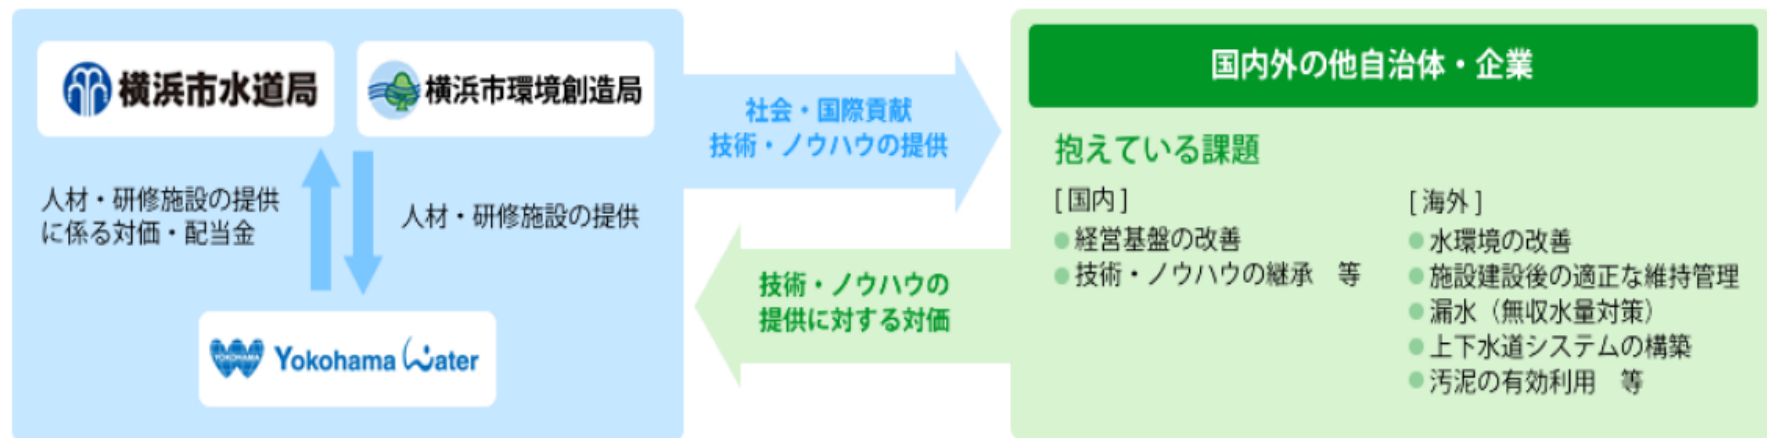 横浜市水道局
横浜市環境創造局
人材・研修施設の提供
に係る対価・配当金
人材・研修施設の提供
YOKOHAMA
Yokohama Water
社会・国際貢献
技術・ノウハウの提供
技術・ノウハウの
提供に対する対価
国内外の他自治体・企業
抱えている課題
[国内]
経営基盤の改善
技術・ノウハウの継承　等
[海外]
水環境の改善
施設建設後の適正な維持管理
漏水（無収水量対策）
上下水道システムの構築
汚泥の有効利用　等